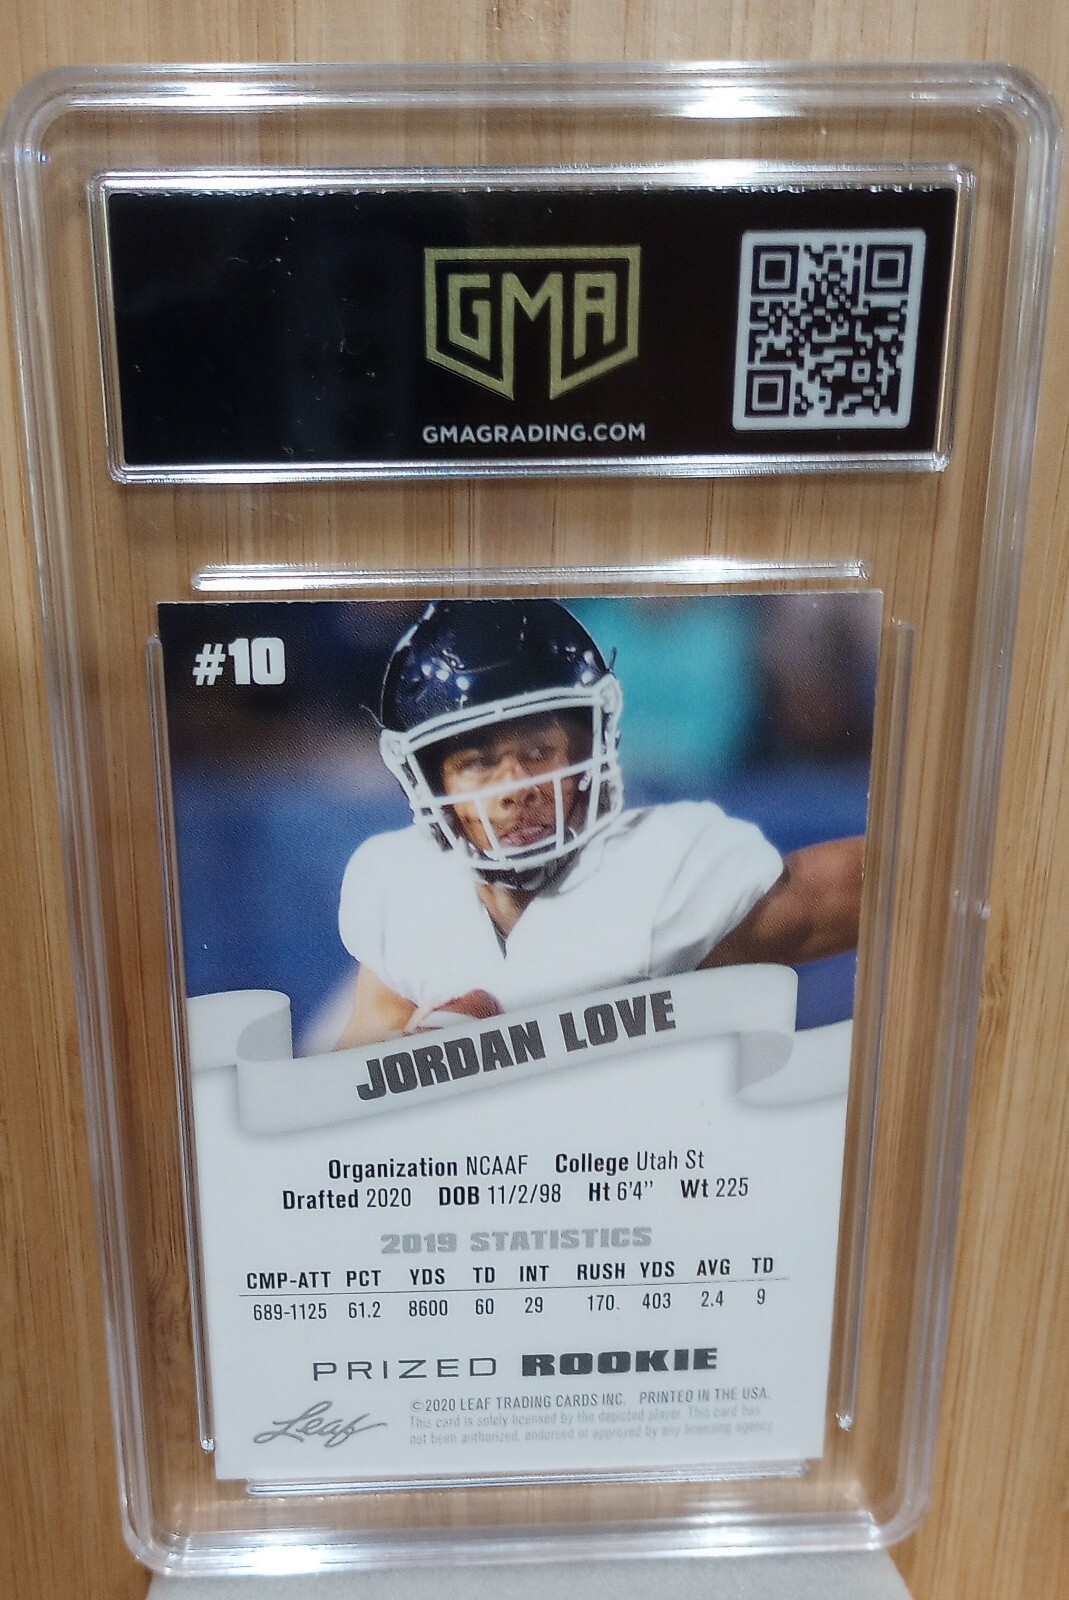 GMA
GMAGRADING.COM
#10
JORDAN LOVE
Organization NCAAF College Utah St
Drafted 2020 DOB 11/2/98 Ht 6'4'' Wt 225
2019 STATISTICS
CMP-ATT PCT YDS TD INT RUSH YDS AVG TD
689-1125 61.2 8600 60 29 170. 403 2.4 9
PRIZED ROOKIE
Leaf
©2020 LEAF TRADING CARDS INC. PRINTED IN THE USA.
This card is solely licensed by the depicted player. This card has
not been authorized, endorsed or approved by any licensing agency.